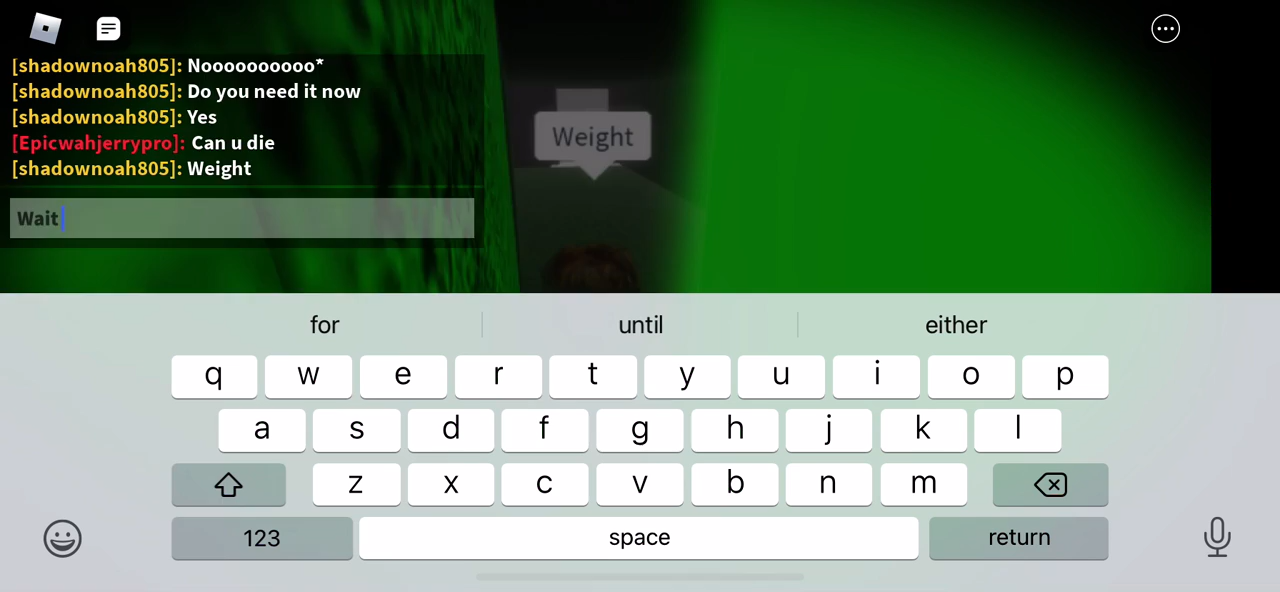 [shadownoah805]: Noooooooooo*
[shadownoah805]: Do you need it now
[shadownoah805]: Yes
[Epicwahjerrypro]: Can u die
[shadownoah805]: Weight
Weight
Wait
for until either
q w e r t y u i o p
a s d f g h j k l
z x c v b n m
123 space return